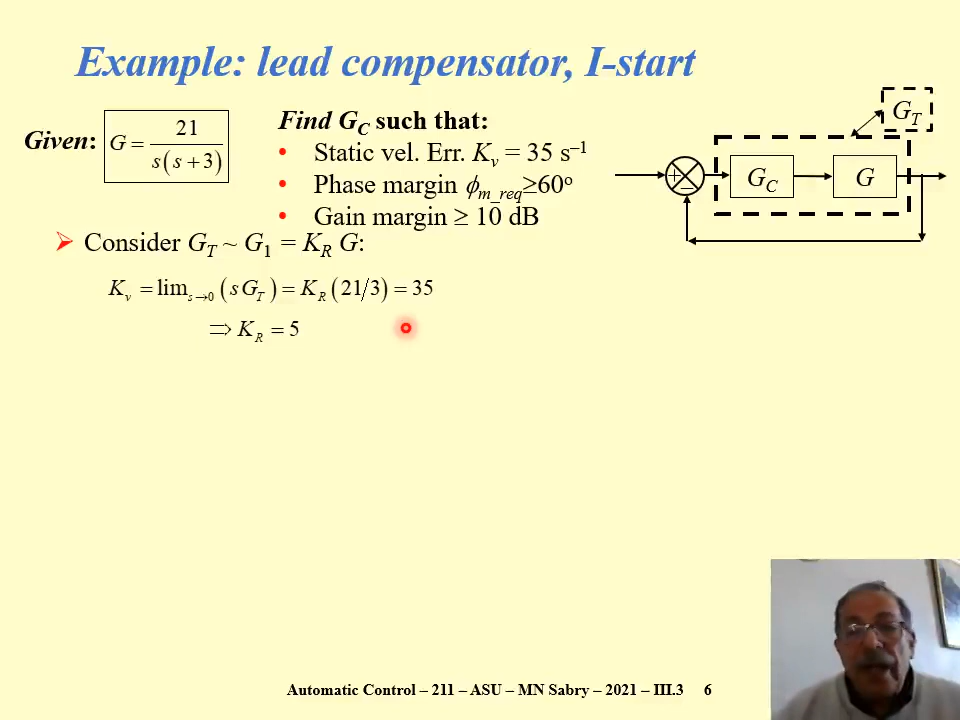 Example: lead compensator, I-start
Given: G = 21 / s(s + 3)
Find G_C such that:
• Static vel. Err. K_v = 35 s⁻¹
• Phase margin ϕ_m_req ≥ 60°
• Gain margin ≥ 10 dB
G_T
+
−
G_C
G
➢ Consider G_T ~ G_1 = K_R G:
K_v = lim_{s→0} (sG_T) = K_R (21/3) = 35
⇒ K_R = 5
Automatic Control – 211 – ASU – MN Sabry – 2021 – III.3 6